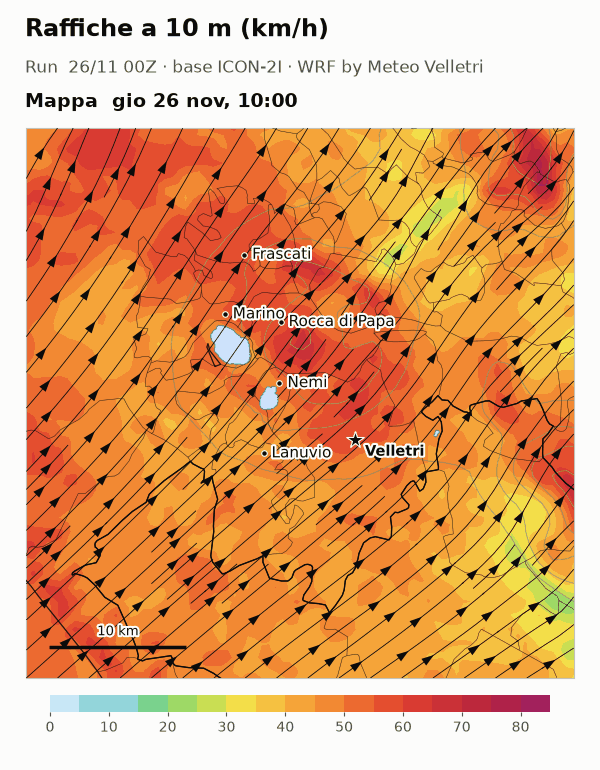 Raffiche a 10 m (km/h)
Run 26/11 00Z · base ICON-2I · WRF by Meteo Velletri
Mappa gio 26 nov, 10:00
Frascati
Marino
Rocca di Papa
Nemi
Velletri
Lanuvio
10 km
0 10 20 30 40 50 60 70 80